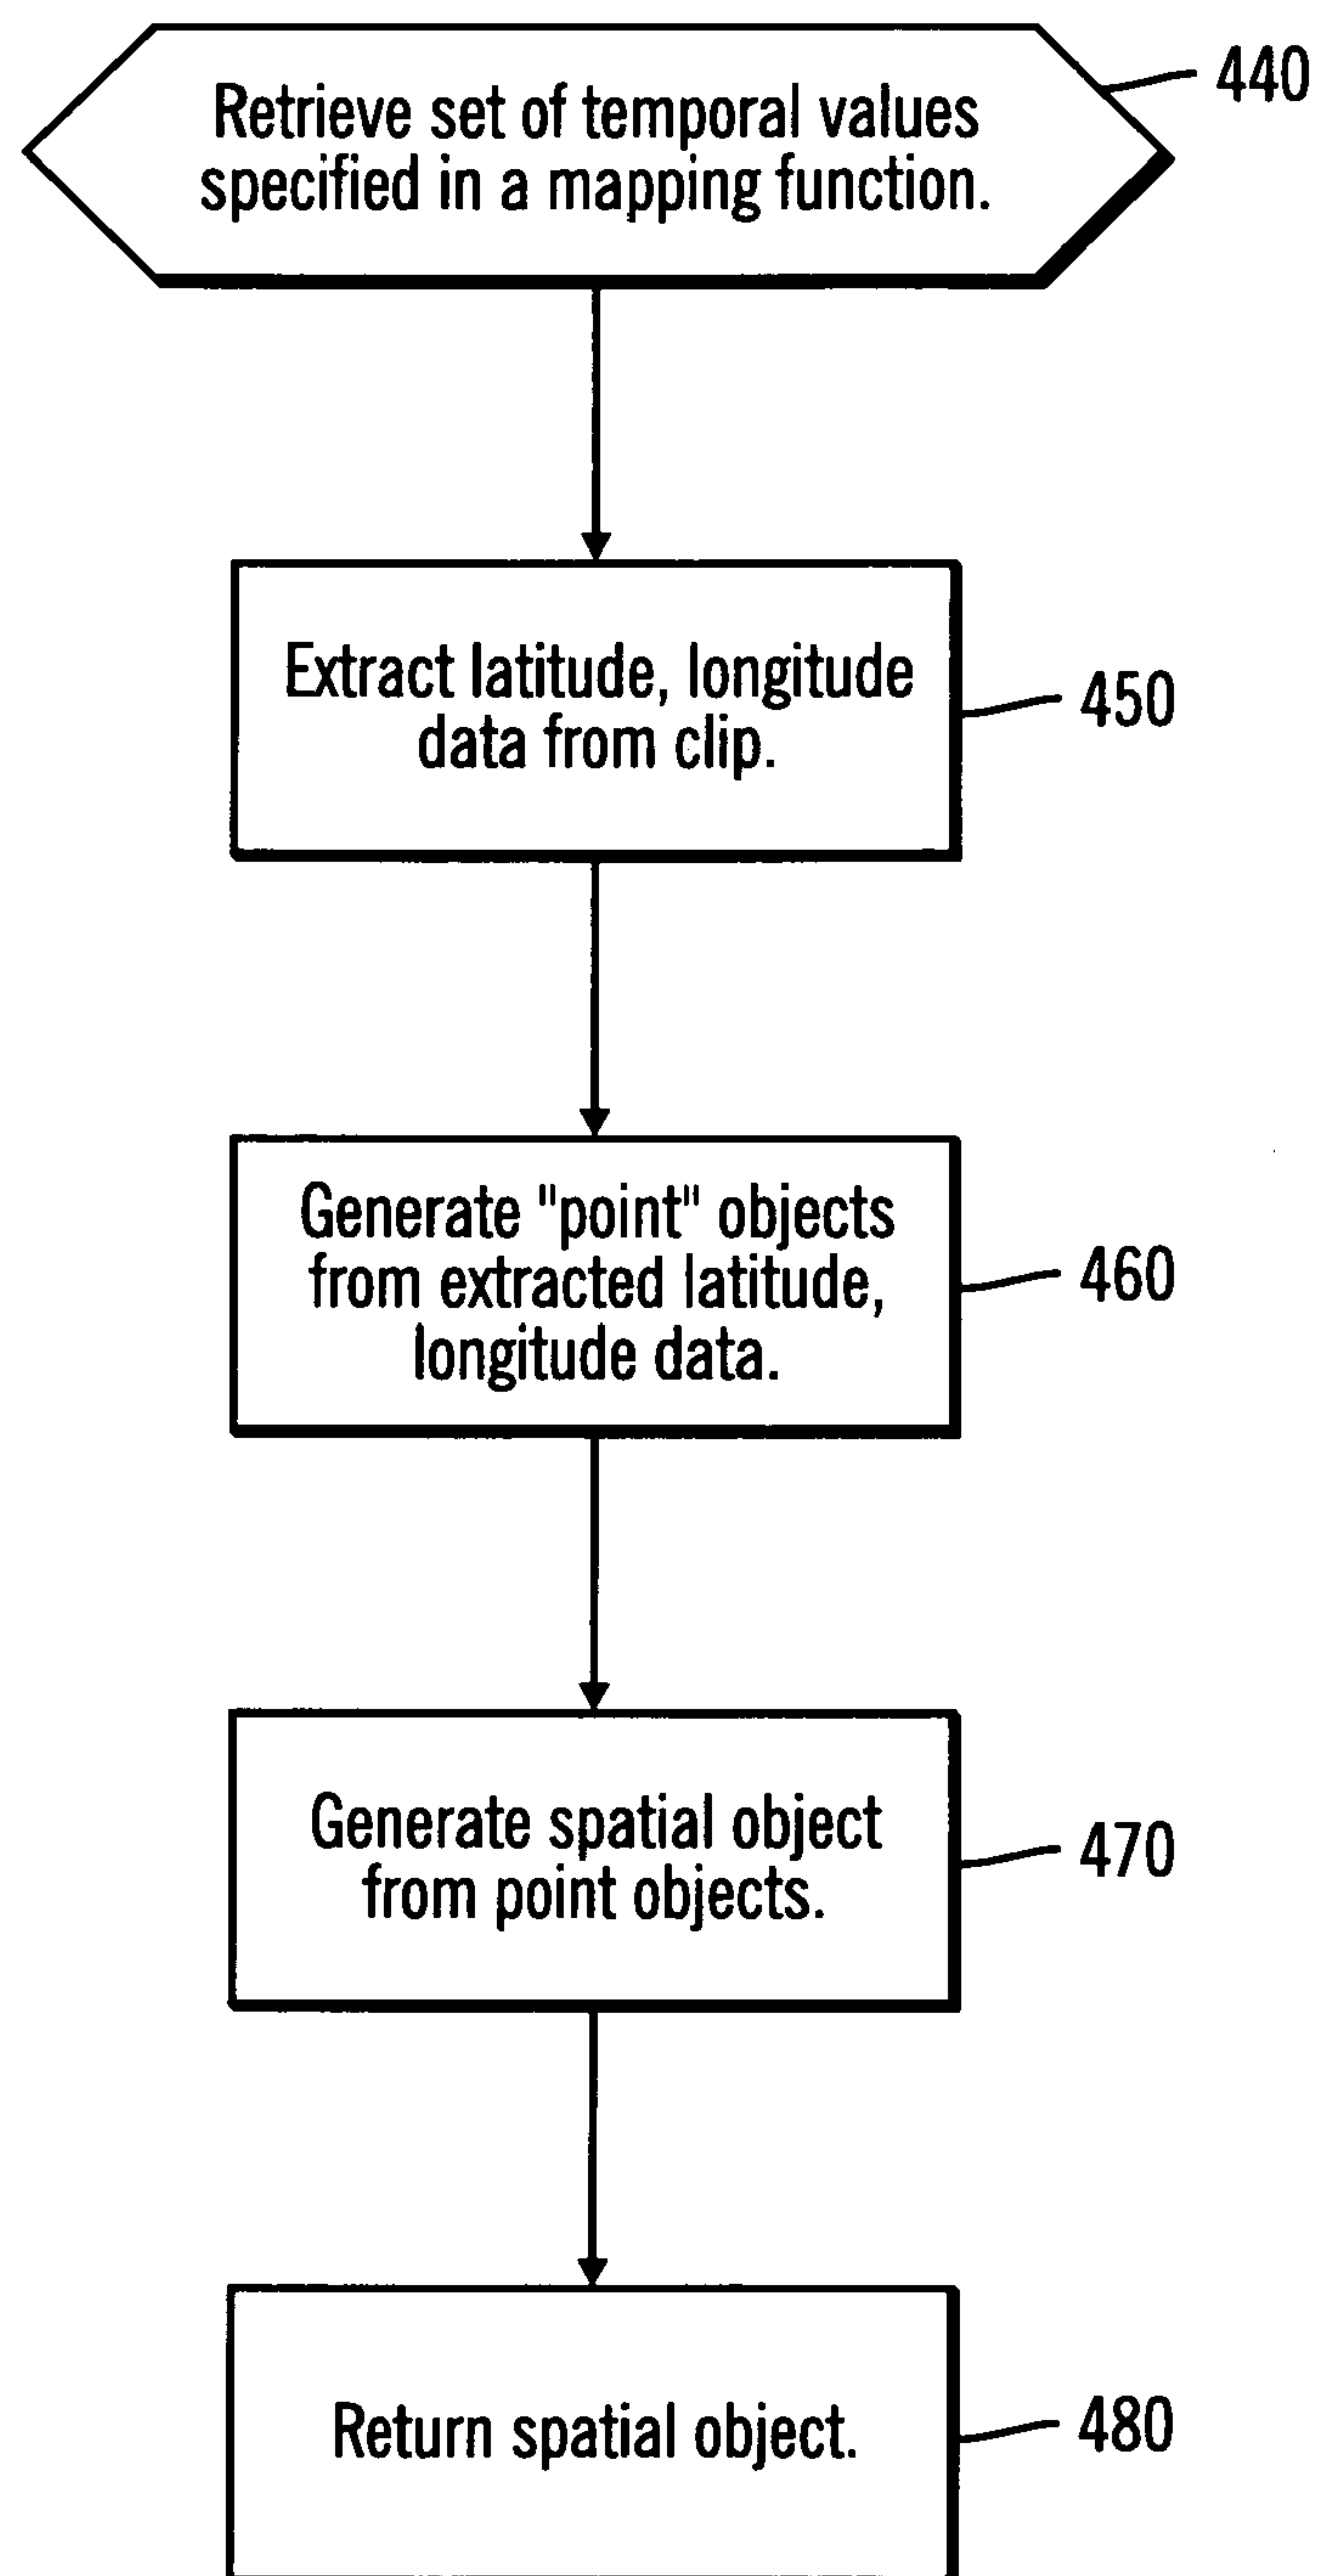 Retrieve set of temporal values
specified in a mapping function.
440
Extract latitude, longitude
data from clip.
450
Generate "point" objects
from extracted latitude,
longitude data.
460
Generate spatial object
from point objects.
470
Return spatial object.
480